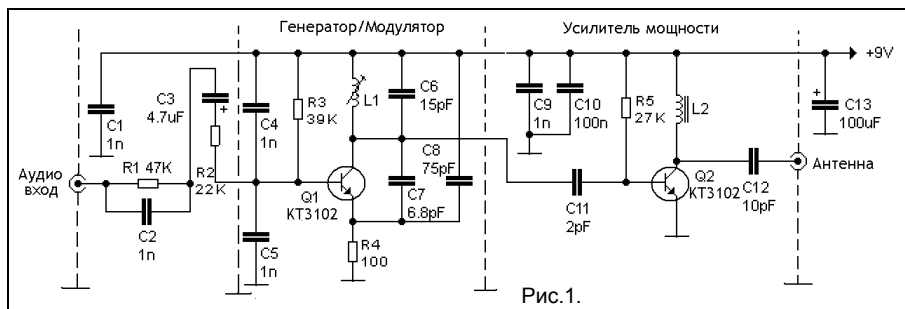 Генератор/Модулятор
Усилитель мощности
+9V
C3
4.7uF
C1
1n
R1 47K
R2
22K
C2
1n
Аудио
вход
C4
1n
R3
39K
L1
C6
15pF
C8
75pF
Q1
КТ3102
C7
6.8pF
C5
1n
R4
100
C9
1n
C10
100n
R5
27K
L2
C11
2pF
Q2
КТ3102
C12
10pF
+
C13
100uF
+
Антенна
Рис.1.